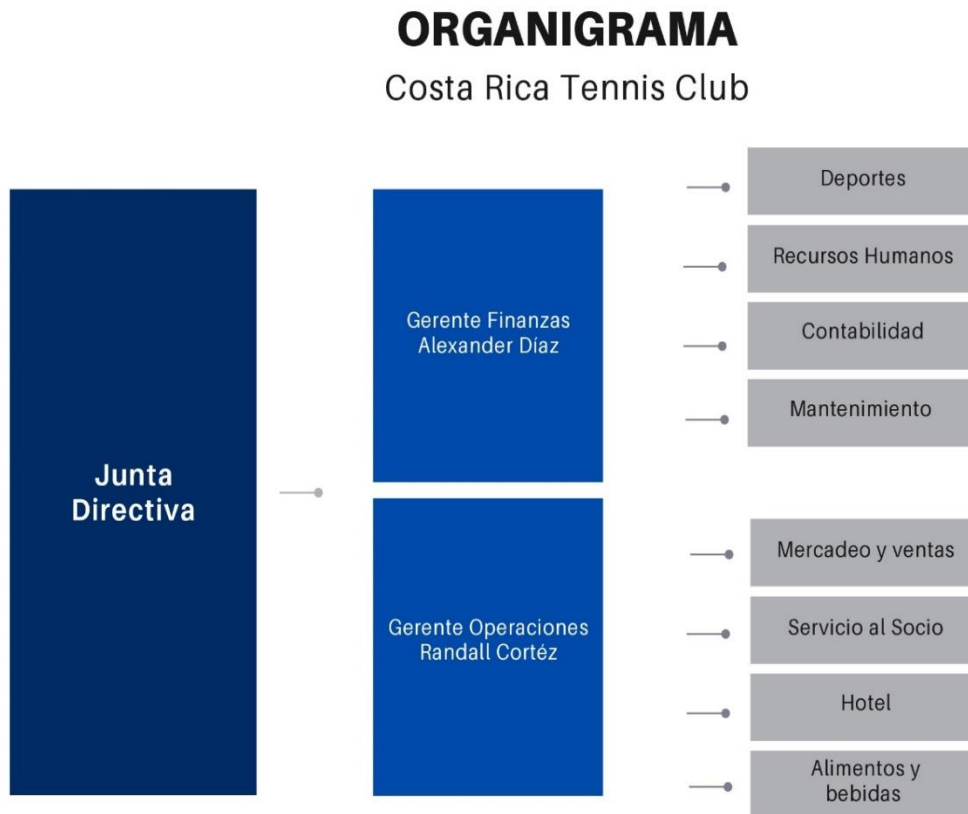 ORGANIGRAMA
Costa Rica Tennis Club
Junta
Directiva
Gerente Finanzas
Alexander Díaz
Gerente Operaciones
Randall Cortéz
Deportes
Recursos Humanos
Contabilidad
Mantenimiento
Mercadeo y ventas
Servicio al Socio
Hotel
Alimentos y
bebidas